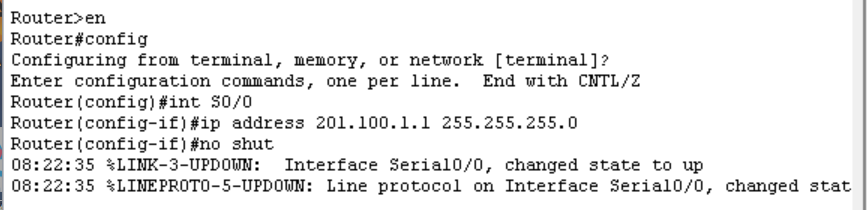 Router>en
Router#config
Configuring from terminal, memory, or network [terminal]?
Enter configuration commands, one per line.  End with CNTL/Z
Router(config)#int S0/0
Router(config-if)#ip address 201.100.1.1 255.255.255.0
Router(config-if)#no shut
08:22:35 %LINK-3-UPDOWN:  Interface Serial0/0, changed state to up
08:22:35 %LINEPROTO-5-UPDOWN: Line protocol on Interface Serial0/0, changed stat